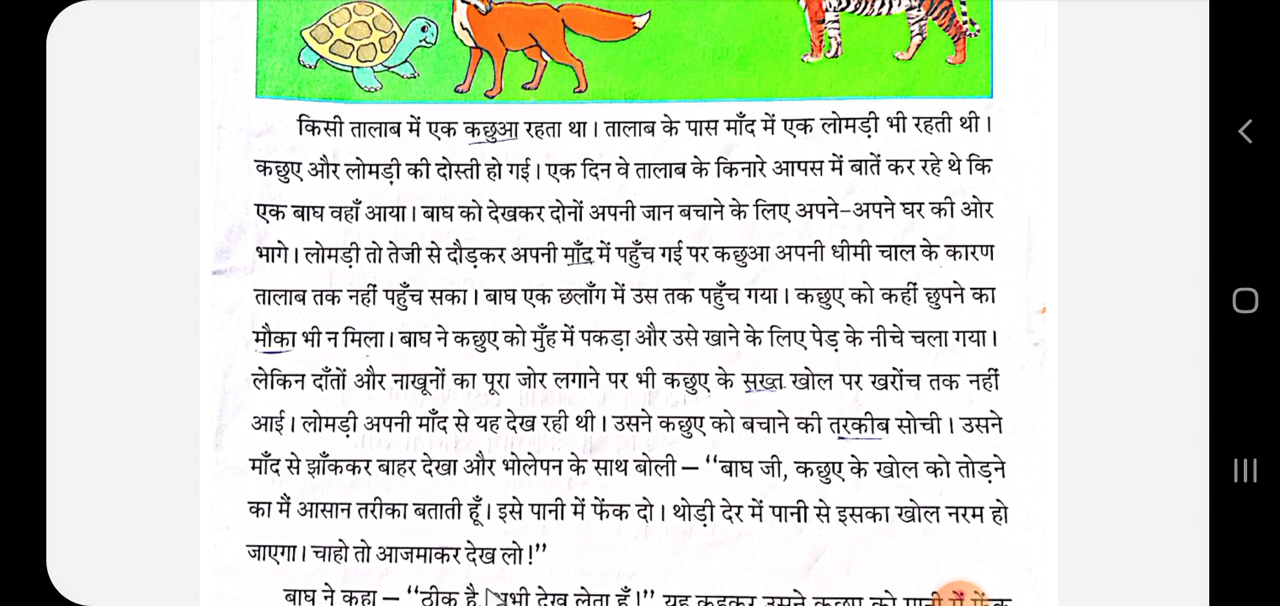 किसी तालाब में एक कछुआ रहता था। तालाब के पास माँद में एक लोमड़ी भी रहती थी।
कछुए और लोमड़ी की दोस्ती हो गई। एक दिन वे तालाब के किनारे आपस में बातें कर रहे थे कि
एक बाघ वहाँ आया। बाघ को देखकर दोनों अपनी जान बचाने के लिए अपने-अपने घर की ओर
भागे। लोमड़ी तो तेजी से दौड़कर अपनी माँद में पहुँच गई पर कछुआ अपनी धीमी चाल के कारण
तालाब तक नहीं पहुँच सका। बाघ एक छलाँग में उस तक पहुँच गया। कछुए को कहीं छुपने का
मौका भी न मिला। बाघ ने कछुए को मुँह में पकड़ा और उसे खाने के लिए पेड़ के नीचे चला गया।
लेकिन दाँतों और नाखूनों का पूरा जोर लगाने पर भी कछुए के सख्त खोल पर खरोंच तक नहीं
आई। लोमड़ी अपनी माँद से यह देख रही थी। उसने कछुए को बचाने की तरकीब सोची। उसने
माँद से झाँककर बाहर देखा और भोलेपन के साथ बोली – “बाघ जी, कछुए के खोल को तोड़ने
का मैं आसान तरीका बताती हूँ। इसे पानी में फेंक दो। थोड़ी देर में पानी से इसका खोल नरम हो
जाएगा। चाहो तो आजमाकर देख लो!”
बाघ ने कहा – “ठीक है, अभी देख लेता हूँ!” यह कहकर उसने कछुए को पानी में फेंक